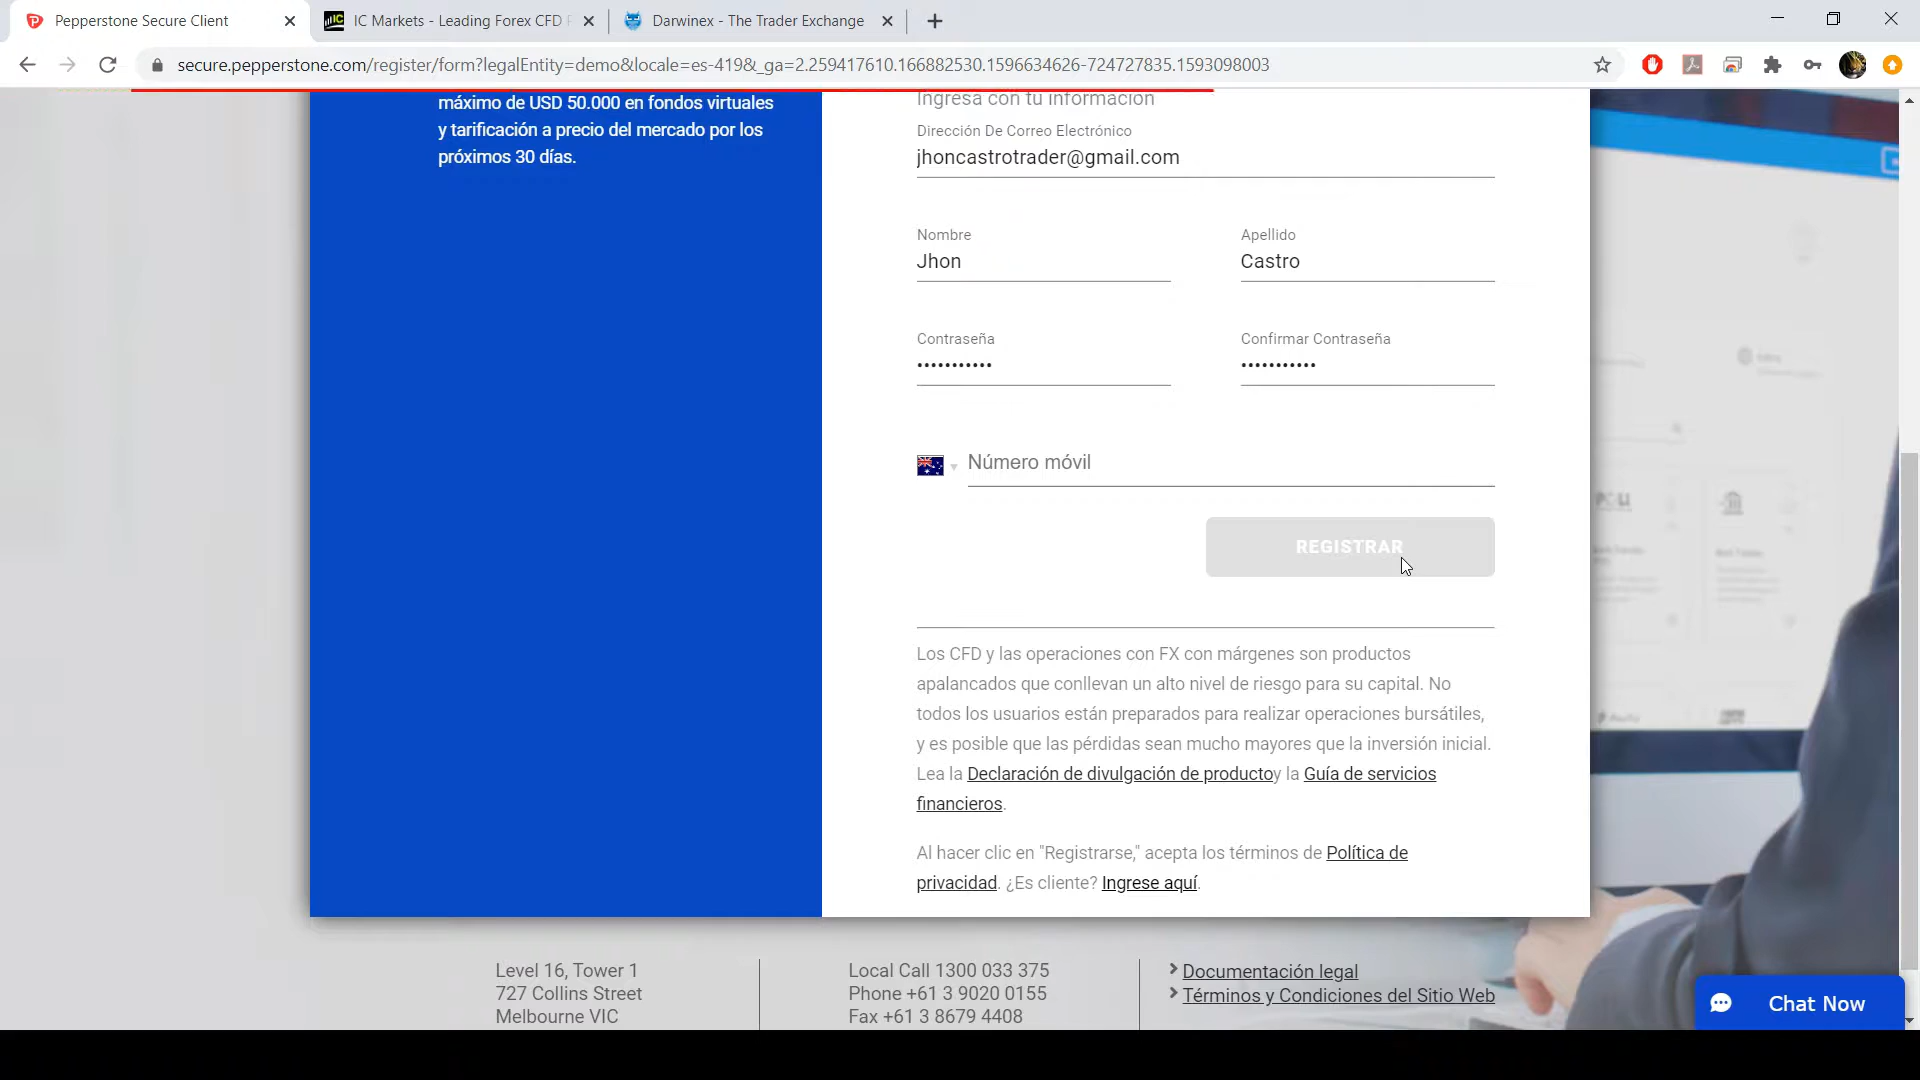 Pepperstone Secure Client
IC Markets - Leading Forex CFD
Darwinex - The Trader Exchange
secure.pepperstone.com/register/form?legalEntity=demo&locale=es-419&_ga=2.259417610.166882530.1596634626-724727835.1593098003
máximo de USD 50.000 en fondos virtuales
y tarificación a precio del mercado por los
próximos 30 días.
Ingresa con tu información
Dirección De Correo Electrónico
jhoncastrotrader@gmail.com
Nombre
Apellido
Jhon
Castro
Contraseña
Confirmar Contraseña
•••••••••••
•••••••••••
Número móvil
REGISTRAR
Los CFD y las operaciones con FX con márgenes son productos
apalancados que conllevan un alto nivel de riesgo para su capital. No
todos los usuarios están preparados para realizar operaciones bursátiles,
y es posible que las pérdidas sean mucho mayores que la inversión inicial.
Lea la Declaración de divulgación de productoy la Guía de servicios
financieros.
Al hacer clic en "Registrarse," acepta los términos de Política de
privacidad. ¿Es cliente? Ingrese aquí.
Level 16, Tower 1
727 Collins Street
Melbourne VIC
Local Call 1300 033 375
Phone +61 3 9020 0155
Fax +61 3 8679 4408
Documentación legal
Términos y Condiciones del Sitio Web
Chat Now